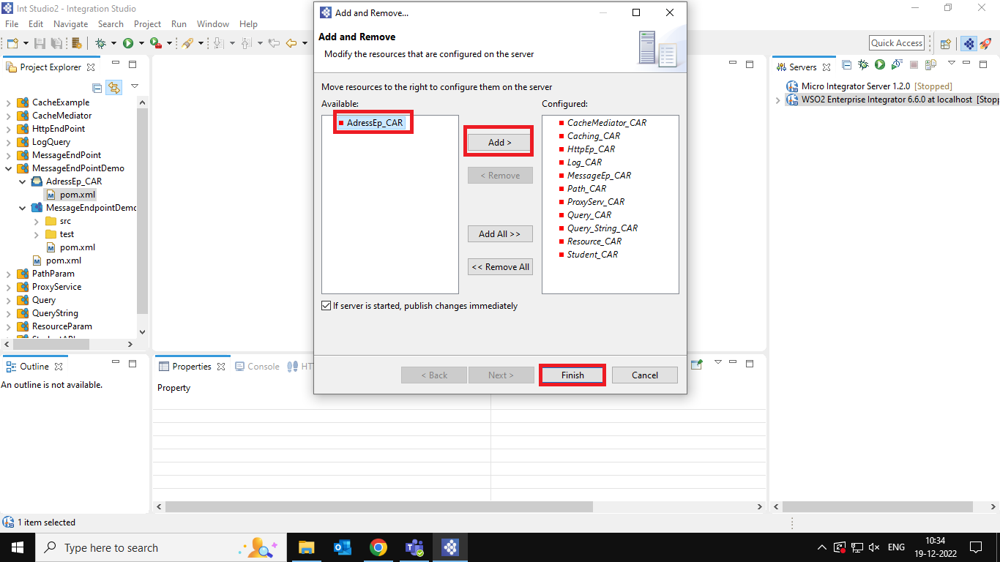 Int Studio2 - Integration Studio
File Edit Navigate Search Project Run Window Help
Quick Access
Project Explorer
CacheExample
CacheMediator
HttpEndPoint
LogQuery
MessageEndPoint
MessageEndPointDemo
AdressEp_CAR
pom.xml
MessageEndpointDemo
src
test
pom.xml
pom.xml
PathParam
ProxyService
Query
QueryString
ResourceParam
Add and Remove...
Add and Remove
Modify the resources that are configured on the server
Move resources to the right to configure them on the server
Available:
AdressEp_CAR
Add >
< Remove
Add All >>
<< Remove All
Configured:
CacheMediator_CAR
Caching_CAR
HttpEp_CAR
Log_CAR
MessageEp_CAR
Path_CAR
ProxyServ_CAR
Query_CAR
Query_String_CAR
Resource_CAR
Student_CAR
If server is started, publish changes immediately
< Back Next > Finish Cancel
Servers
Micro Integrator Server 1.2.0 [Stopped]
WSO2 Enterprise Integrator 6.6.0 at localhost [Stopp
Outline
An outline is not available.
Properties Console HT
Property
1 item selected
Type here to search
ENG
10:34
19-12-2022